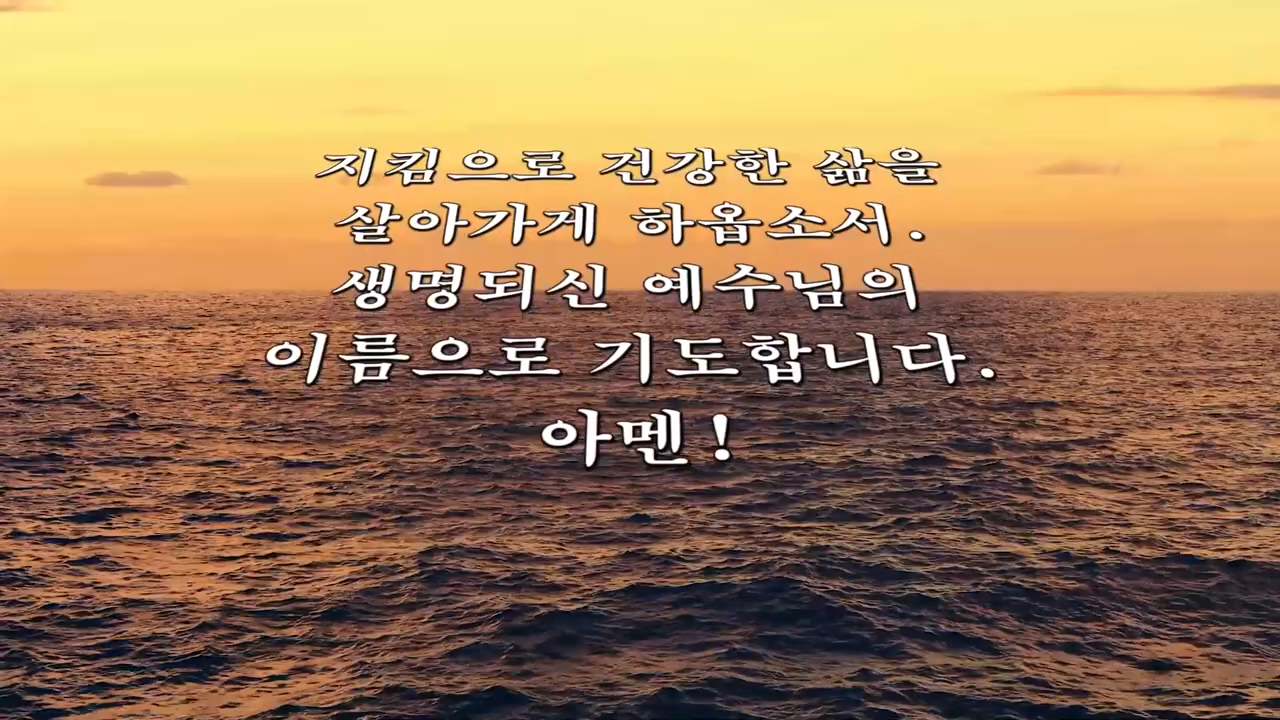 지킴으로 건강한 삶을
살아가게 하옵소서.
생명되신 예수님의
이름으로 기도합니다.
아멘!